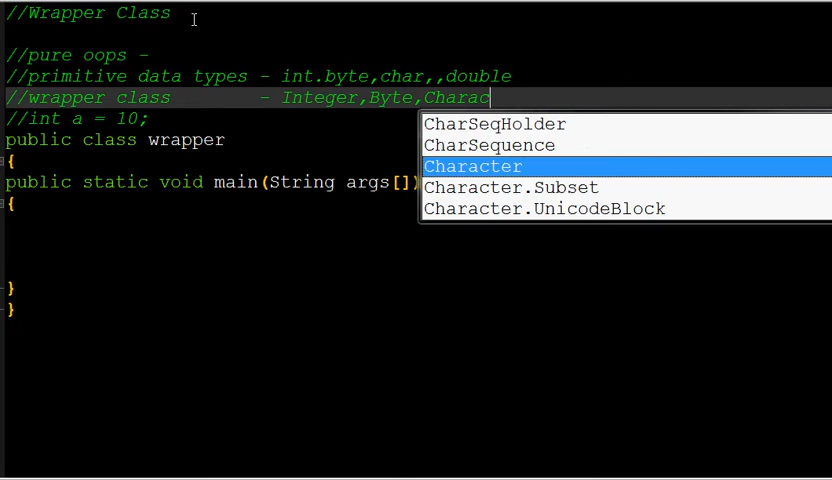 //Wrapper Class
//pure oops -
//primitive data types - int.byte,char,,double
//wrapper class - Integer,Byte,Charac
//int a = 10;
public class wrapper
{
public static void main(String args[])
{
}
}
CharSeqHolder
CharSequence
Character
Character.Subset
Character.UnicodeBlock